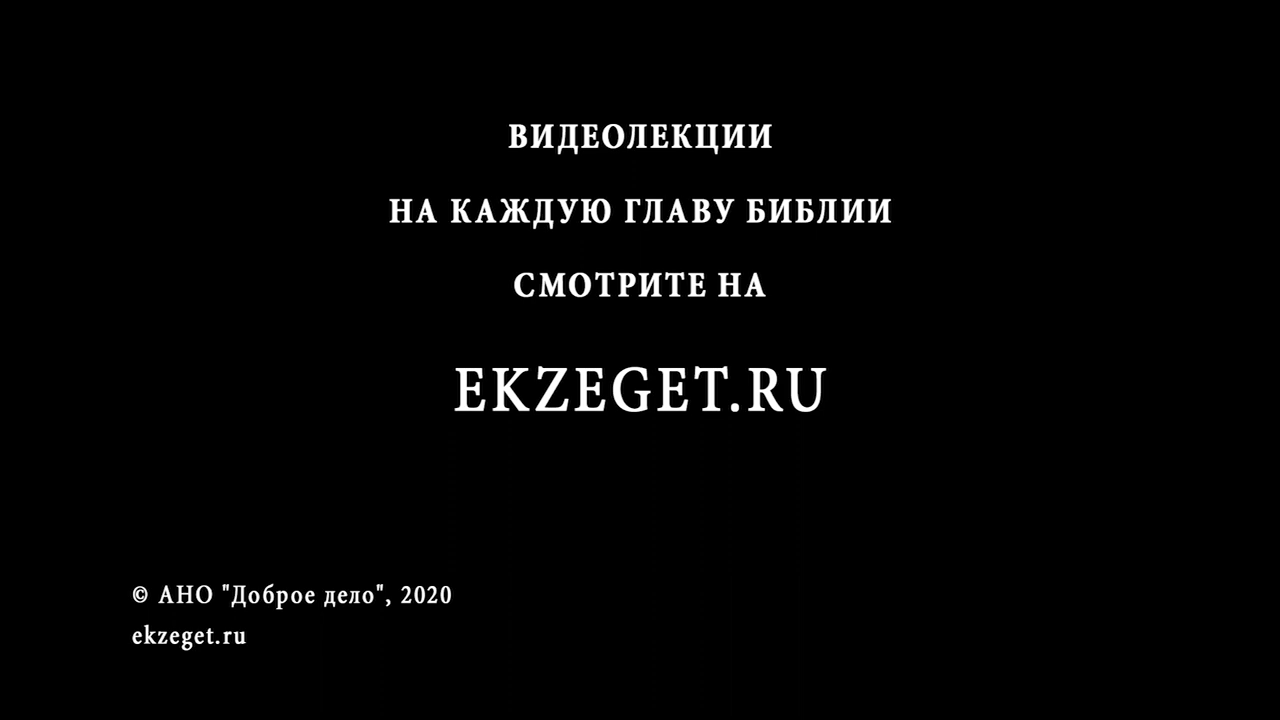 ВИДЕОЛЕКЦИИ
НА КАЖДУЮ ГЛАВУ БИБЛИИ
СМОТРИТЕ НА
EKZEGET.RU
© АНО "Доброе дело", 2020
ekzeget.ru